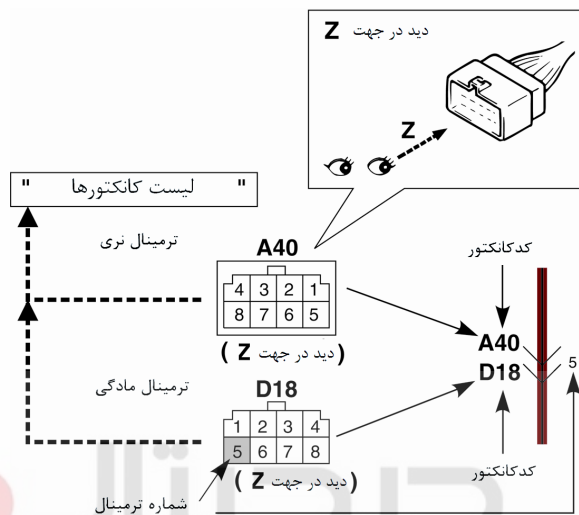 دید در جهت Z
Z
" لیست کانکتورها "
ترمینال نری
A40
4 3 2 1
8 7 6 5
( دید در جهت Z )
کدکانکتور
A40
D18
5
کدکانکتور
ترمینال مادگی
D18
1 2 3 4
5 6 7 8
( دید در جهت Z )
شماره ترمینال